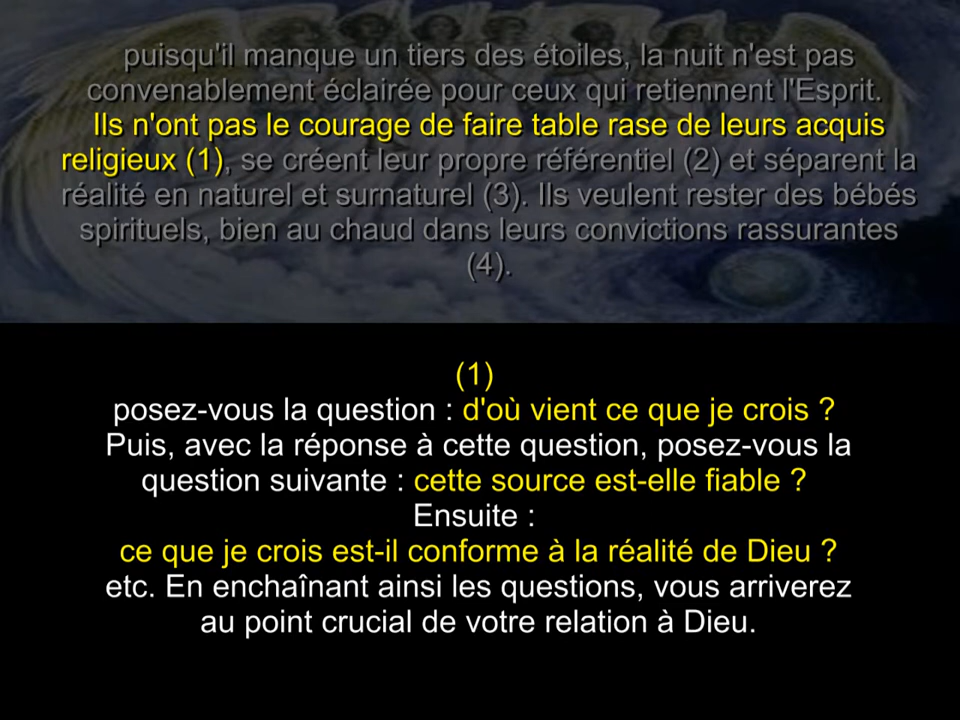 puisqu'il manque un tiers des étoiles, la nuit n'est pas
convenablement éclairée pour ceux qui retiennent l'Esprit.
Ils n'ont pas le courage de faire table rase de leurs acquis
religieux (1), se créent leur propre référentiel (2) et séparent la
réalité en naturel et surnaturel (3). Ils veulent rester des bébés
spirituels, bien au chaud dans leurs convictions rassurantes
(4).
(1)
posez-vous la question : d'où vient ce que je crois ?
Puis, avec la réponse à cette question, posez-vous la
question suivante : cette source est-elle fiable ?
Ensuite :
ce que je crois est-il conforme à la réalité de Dieu ?
etc. En enchaînant ainsi les questions, vous arriverez
au point crucial de votre relation à Dieu.